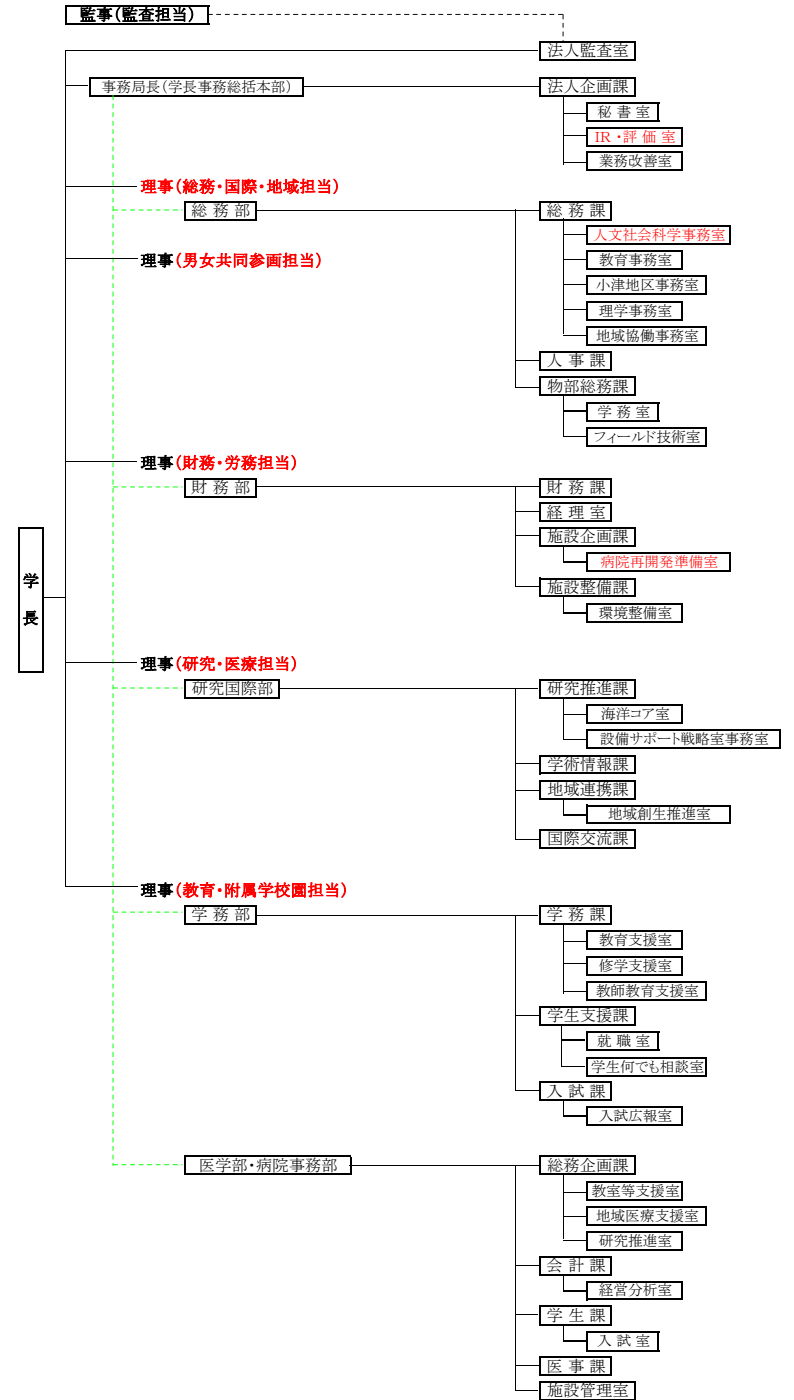 監事(監査担当)
法人監査室
事務局長(学長事務総括本部)
法人企画課
秘 書 室
IR・評 価 室
業務改善室
理事(総務・国際・地域担当)
総 務 部
総 務 課
人文社会科学事務室
教育事務室
理事(男女共同参画担当)
小津地区事務室
理学事務室
地域協働事務室
人 事 課
物部総務課
学 務 室
フィールド技術室
理事(財務・労務担当)
財 務 部
財 務 課
経 理 室
施設企画課
病院再開発準備室
施設整備課
環境整備室
学
長
理事(研究・医療担当)
研究国際部
研究推進課
海洋コア室
設備サポート戦略室事務室
学術情報課
地域連携課
地域創生推進室
国際交流課
理事(教育・附属学校園担当)
学 務 部
学 務 課
教育支援室
修学支援室
教師教育支援室
学生支援課
就 職 室
学生何でも相談室
入 試 課
入試広報室
医学部・病院事務部
総務企画課
教室等支援室
地域医療支援室
研究推進室
会 計 課
経営分析室
学 生 課
入 試 室
医 事 課
施設管理室